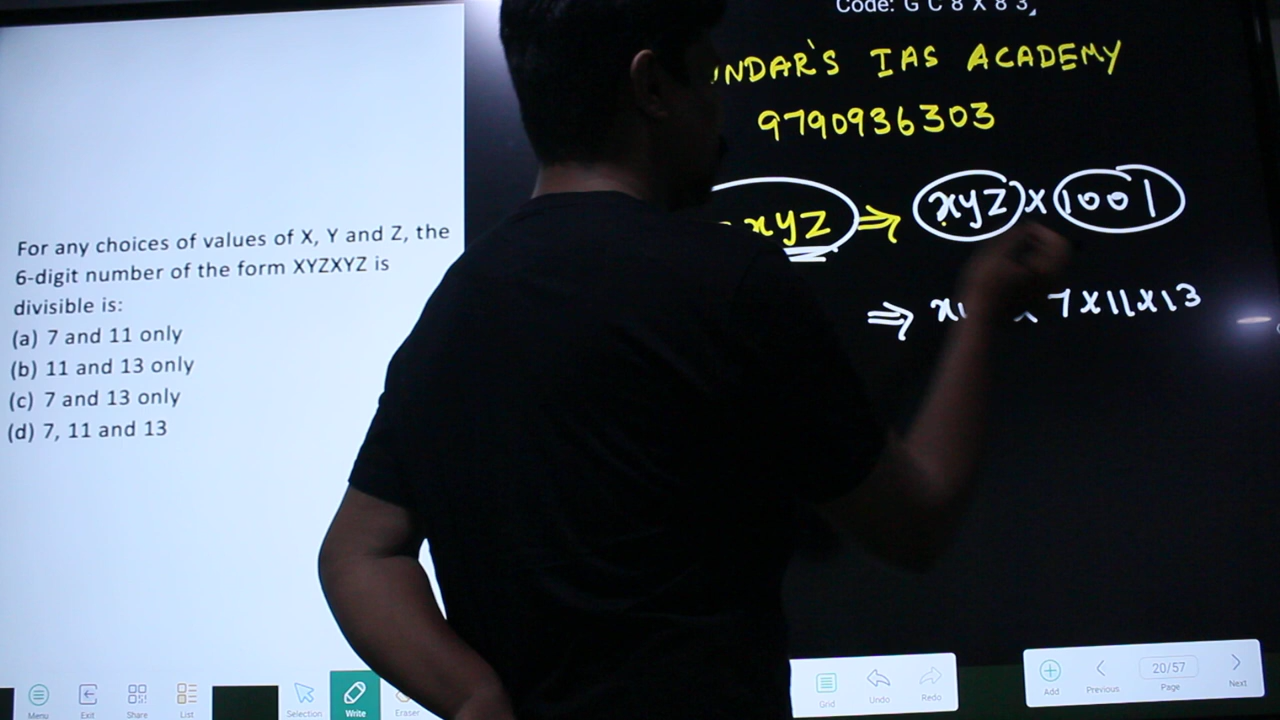 For any choices of values of X, Y and Z, the
6-digit number of the form XYZXYZ is
divisible is:
(a) 7 and 11 only
(b) 11 and 13 only
(c) 7 and 13 only
(d) 7, 11 and 13
Code: G C 8 X 8 3
NDAR'S IAS ACADEMY
9790936303
xyz ⇒ xyz × 1001
⇒ 7×11×13
Menu
Exit
Share
List
Selection
Write
Eraser
Grid
Undo
Redo
Add
Previous
20/57
Page
Next